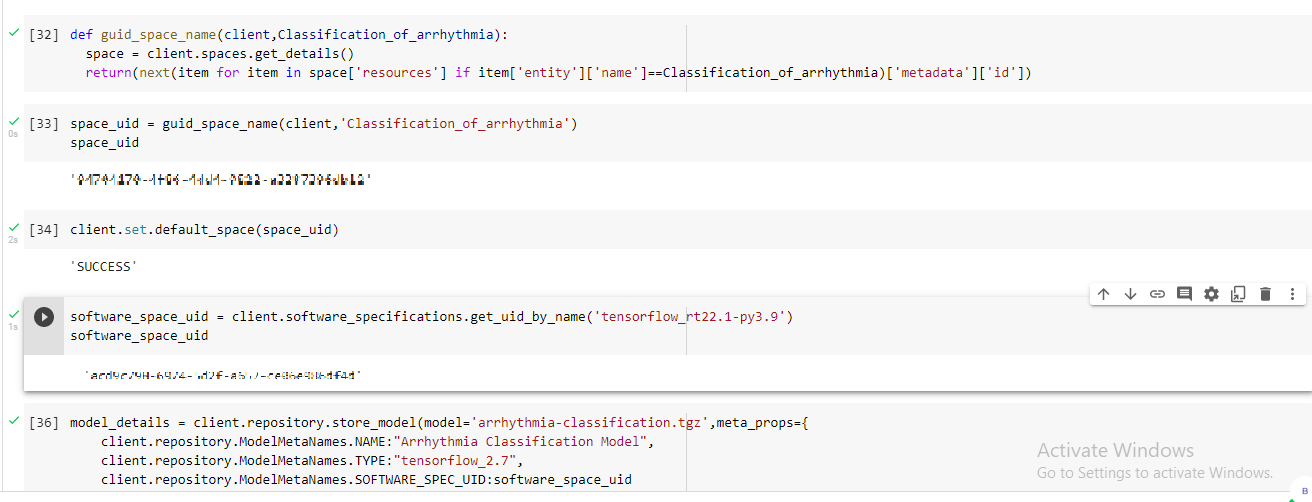 [32] def guid_space_name(client,Classification_of_arrhythmia):
space = client.spaces.get_details()
return(next(item for item in space['resources'] if item['entity']['name']==Classification_of_arrhythmia)['metadata']['id'])
[33] space_uid = guid_space_name(client,'Classification_of_arrhythmia')
0s
space_uid
[34] client.set.default_space(space_uid)
2s
'SUCCESS'
software_space_uid = client.software_specifications.get_uid_by_name('tensorflow_rt22.1-py3.9')
1s
software_space_uid
[36] model_details = client.repository.store_model(model='arrhythmia-classification.tgz',meta_props={
client.repository.ModelMetaNames.NAME:"Arrhythmia Classification Model",
client.repository.ModelMetaNames.TYPE:"tensorflow_2.7",
client.repository.ModelMetaNames.SOFTWARE_SPEC_UID:software_space_uid
Activate Windows
Go to Settings to activate Windows.
B